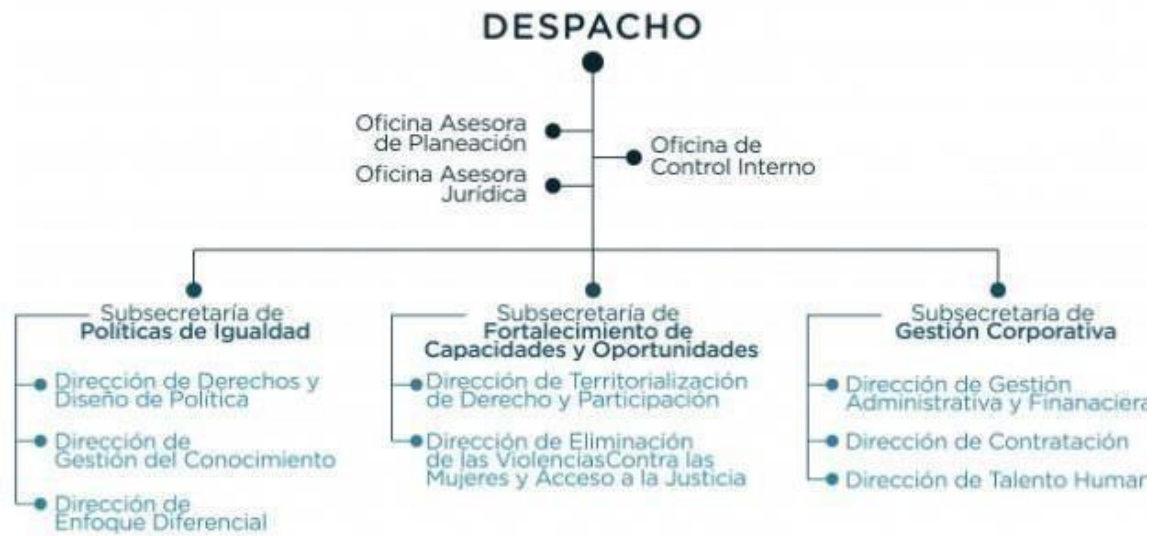 DESPACHO
Oficina Asesora
de Planeación
Oficina de
Control Interno
Oficina Asesora
Jurídica
Subsecretaría de
Políticas de Igualdad
Dirección de Derechos y
Diseño de Política
Dirección de
Gestión del Conocimiento
Dirección de
Enfoque Diferencial
Subsecretaría de
Fortalecimiento de
Capacidades y Oportunidades
Dirección de Territorialización
de Derecho y Participación
Dirección de Eliminación
de las ViolenciasContra las
Mujeres y Acceso a la Justicia
Subsecretaría de
Gestión Corporativa
Dirección de Gestión
Administrativa y Finanaciera
Dirección de Contratación
Dirección de Talento Humar